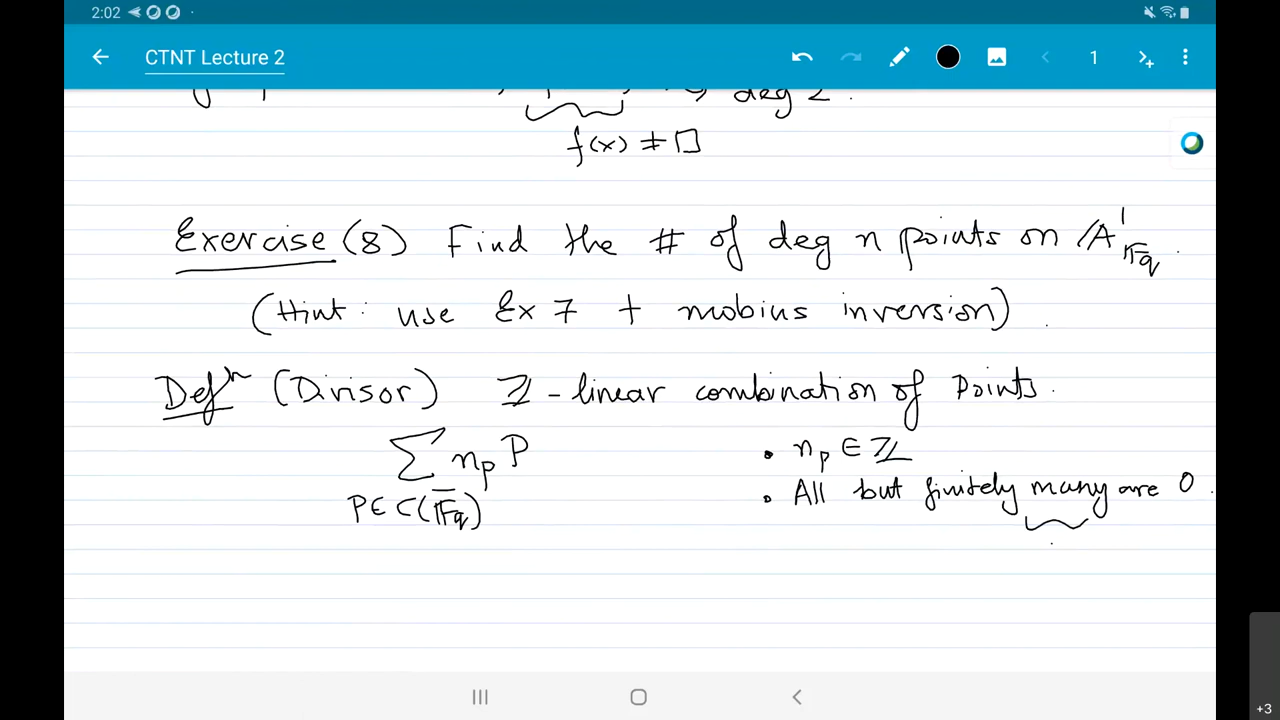 2:02
CTNT Lecture 2
1
deg 2.
f(x) ≠ □
Exercise (8) Find the # of deg n points on /A¹_𝔽q.
(Hint: use Ex 7 + mobius inversion).
Defⁿ (Divisor) ℤ-linear combination of Points.
∑ n_p P
P∈C(𝔽̄q)
• n_p ∈ ℤ
• All but finitely many are 0.
+3